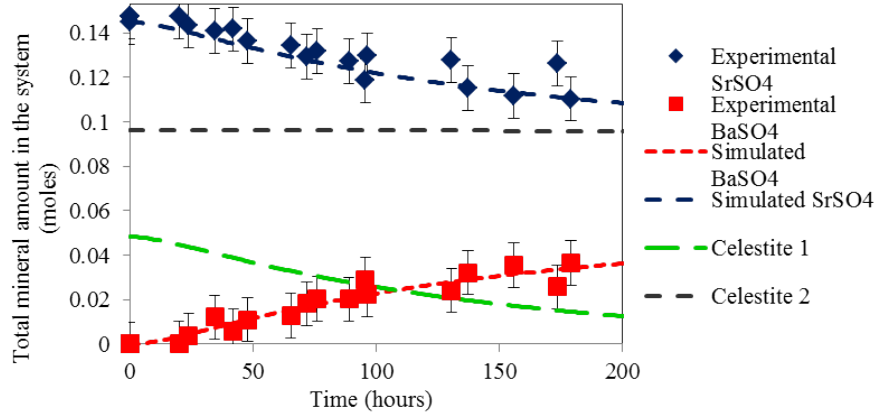 Total mineral amount in the system
(moles)
0.14
0.12
0.1
0.08
0.06
0.04
0.02
0
0
50
100
150
200
Time (hours)
Experimental
SrSO4
Experimental
BaSO4
Simulated
BaSO4
Simulated SrSO4
Celestite 1
Celestite 2